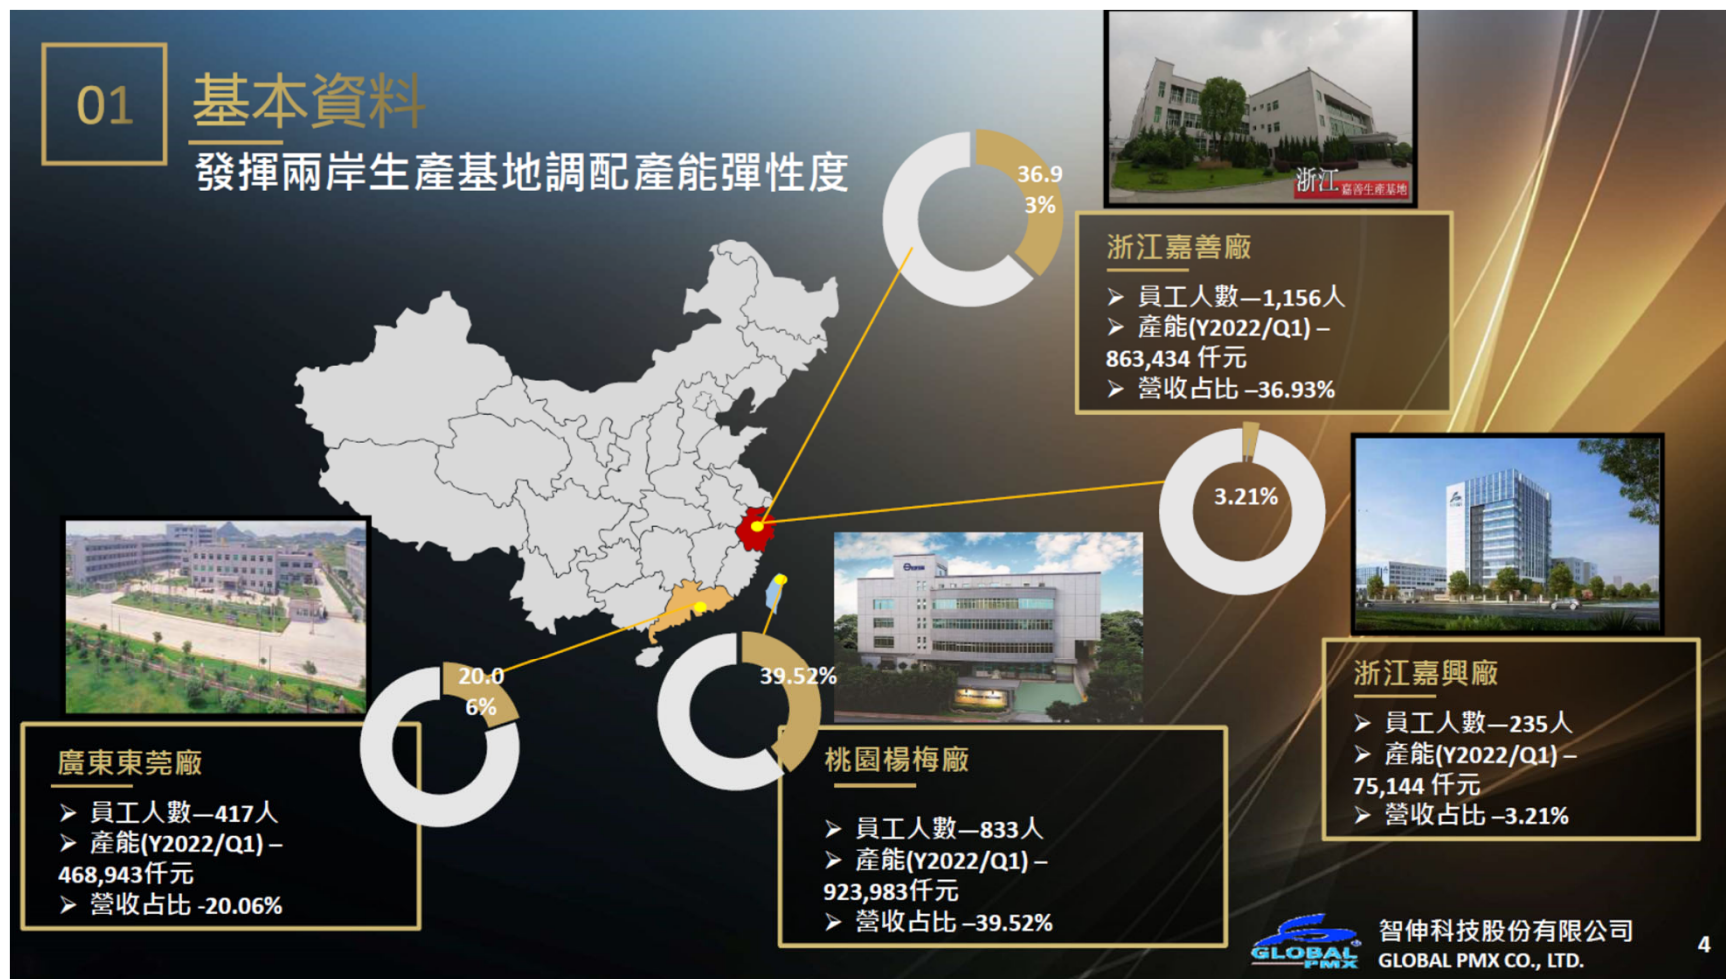 01
基本資料
發揮兩岸生產基地調配產能彈性度
36.9
3%
浙江
嘉善生產基地
浙江嘉善廠
➢ 員工人數—1,156人
➢ 產能(Y2022/Q1) –
863,434 仟元
➢ 營收占比 –36.93%
3.21%
浙江嘉興廠
➢ 員工人數—235人
➢ 產能(Y2022/Q1) –
75,144 仟元
➢ 營收占比 –3.21%
20.0
6%
廣東東莞廠
➢ 員工人數—417人
➢ 產能(Y2022/Q1) –
468,943仟元
➢ 營收占比 -20.06%
39.52%
桃園楊梅廠
➢ 員工人數—833人
➢ 產能(Y2022/Q1) –
923,983仟元
➢ 營收占比 –39.52%
GLOBAL
PMX
智伸科技股份有限公司
GLOBAL PMX CO., LTD.
4